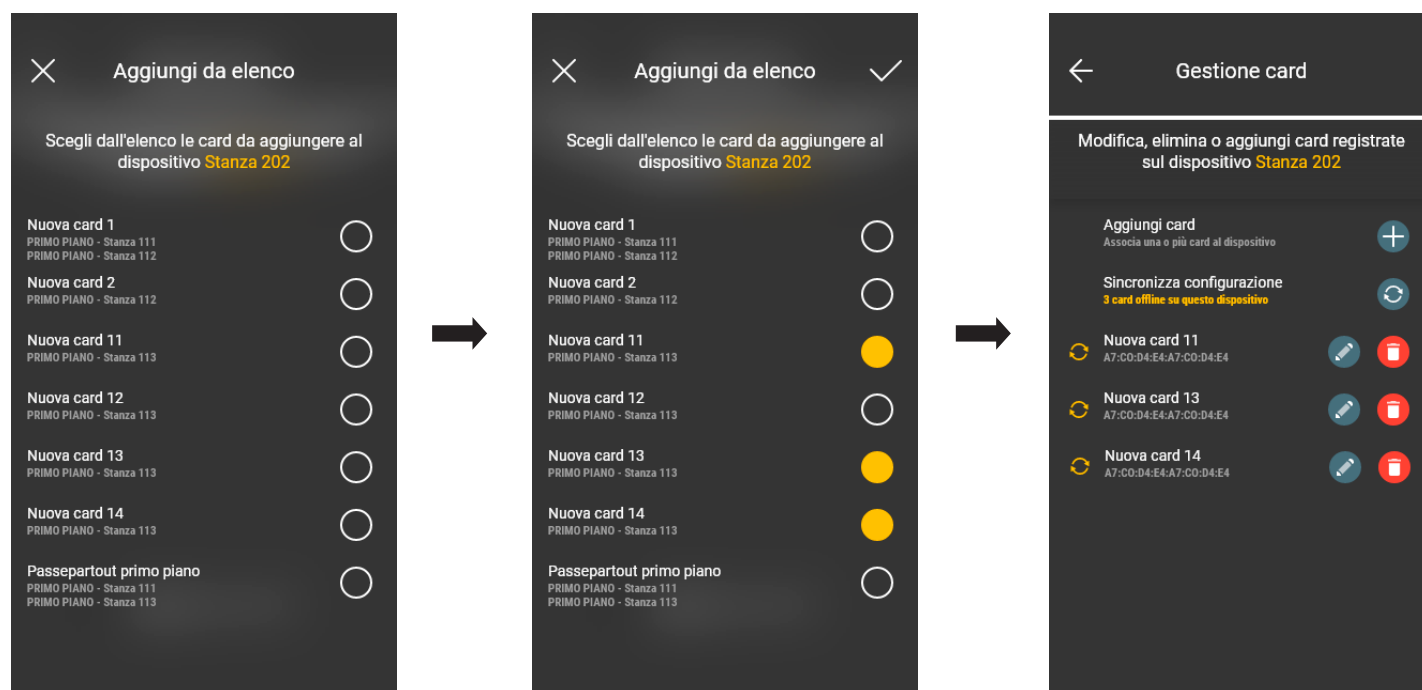 Aggiungi da elenco
Scegli dall'elenco le card da aggiungere al
dispositivo Stanza 202
Nuova card 1
PRIMO PIANO - Stanza 111
PRIMO PIANO - Stanza 112
Nuova card 2
PRIMO PIANO - Stanza 112
Nuova card 11
PRIMO PIANO - Stanza 113
Nuova card 12
PRIMO PIANO - Stanza 113
Nuova card 13
PRIMO PIANO - Stanza 113
Nuova card 14
PRIMO PIANO - Stanza 113
Passepartout primo piano
PRIMO PIANO - Stanza 111
PRIMO PIANO - Stanza 113
Aggiungi da elenco
Scegli dall'elenco le card da aggiungere al
dispositivo Stanza 202
Nuova card 1
PRIMO PIANO - Stanza 111
PRIMO PIANO - Stanza 112
Nuova card 2
PRIMO PIANO - Stanza 112
Nuova card 11
PRIMO PIANO - Stanza 113
Nuova card 12
PRIMO PIANO - Stanza 113
Nuova card 13
PRIMO PIANO - Stanza 113
Nuova card 14
PRIMO PIANO - Stanza 113
Passepartout primo piano
PRIMO PIANO - Stanza 111
PRIMO PIANO - Stanza 113
Gestione card
Modifica, elimina o aggiungi card registrate
sul dispositivo Stanza 202
Aggiungi card
Associa una o più card al dispositivo
Sincronizza configurazione
3 card offline su questo dispositivo
Nuova card 11
A7:C0:D4:E4:A7:C0:D4:E4
Nuova card 13
A7:C0:D4:E4:A7:C0:D4:E4
Nuova card 14
A7:C0:D4:E4:A7:C0:D4:E4